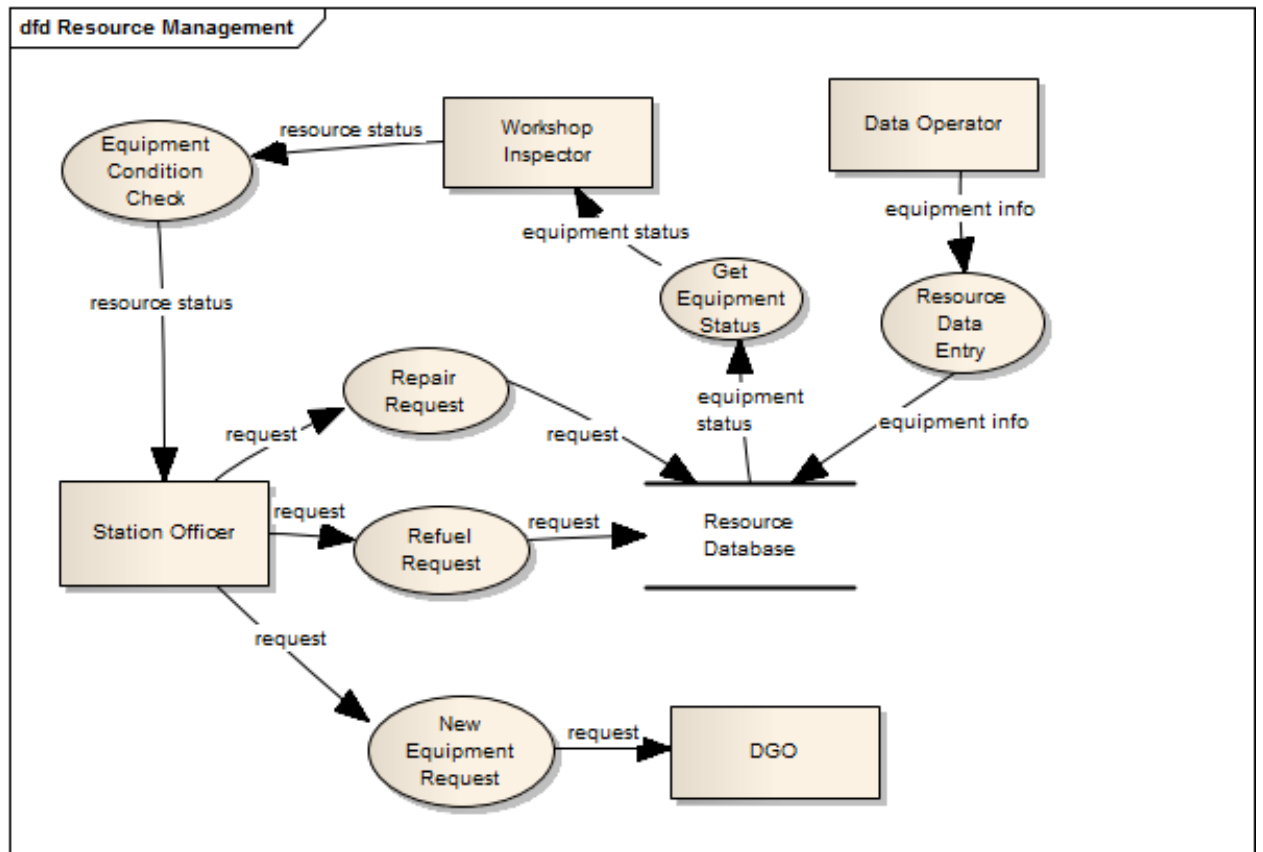 dfd Resource Management
Equipment
Condition
Check
resource status
Workshop
Inspector
Data Operator
equipment info
equipment status
Get
Equipment
Status
Resource
Data
Entry
resource status
Repair
Request
equipment
status
equipment info
request
request
Station Officer
request
Refuel
Request
request
Resource
Database
request
New
Equipment
Request
request
DGO